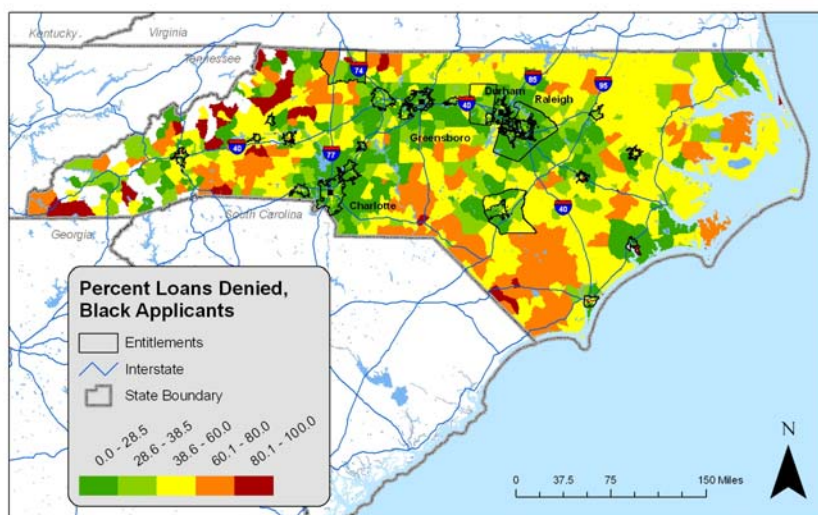 Kentucky
Virginia
Tennessee
74
85
95
Durham
Raleigh
40
40
Greensboro
77
40
Charlotte
South Carolina
Georgia
Percent Loans Denied,
Black Applicants
Entitlements
Interstate
State Boundary
0.0 - 28.5
28.6 - 38.5
38.6 - 60.0
60.1 - 80.0
80.1 - 100.0
N
0 37.5 75 150 Miles